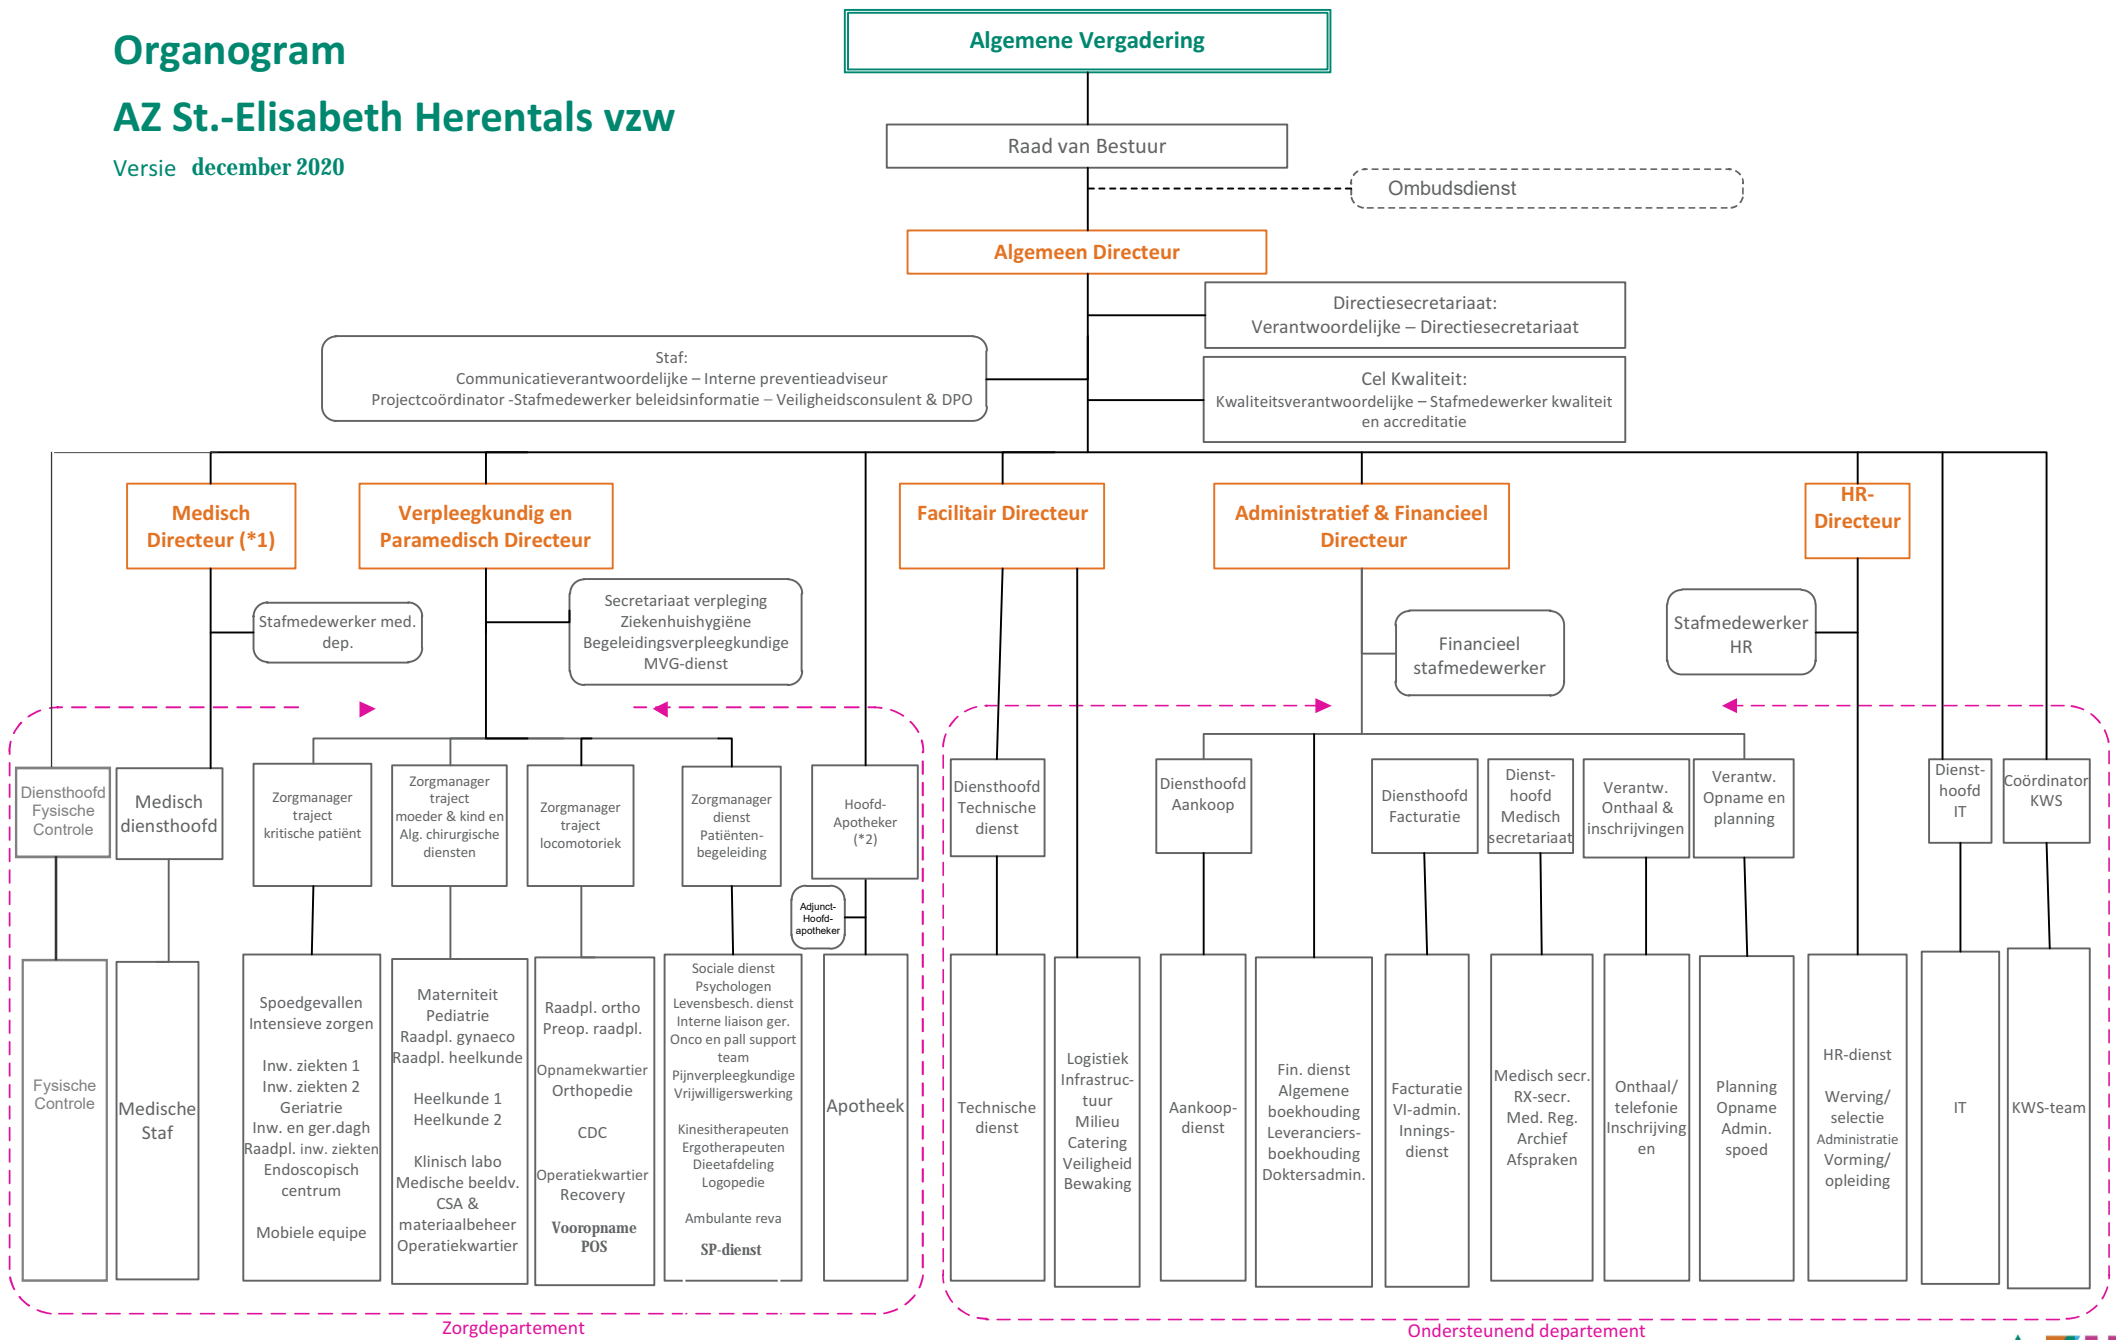 Organogram
AZ St.-Elisabeth Herentals vzw
Versie december 2020
Algemene Vergadering
Raad van Bestuur
Ombudsdienst
Algemeen Directeur
Directiesecretariaat:
Verantwoordelijke – Directiesecretariaat
Staf:
Communicatieverantwoordelijke – Interne preventieadviseur
Projectcoördinator -Stafmedewerker beleidsinformatie – Veiligheidsconsulent & DPO
Cel Kwaliteit:
Kwaliteitsverantwoordelijke – Stafmedewerker kwaliteit
en accreditatie
Medisch
Directeur (*1)
Verpleegkundig en
Paramedisch Directeur
Facilitair Directeur
Administratief & Financieel
Directeur
HR-
Directeur
Stafmedewerker med.
dep.
Secretariaat verpleging
Ziekenhuishygiëne
Begeleidingsverpleegkundige
MVG-dienst
Financieel
stafmedewerker
Stafmedewerker
HR
Diensthoofd
Fysische
Controle
Medisch
diensthoofd
Zorgmanager
traject
kritische patiënt
Zorgmanager
traject
moeder & kind en
Alg. chirurgische
diensten
Zorgmanager
traject
locomotoriek
Zorgmanager
dienst
Patiënten-
begeleiding
Hoofd-
Apotheker
(*2)
Adjunct-
Hoofd-
apotheker
Diensthoofd
Technische
dienst
Diensthoofd
Aankoop
Diensthoofd
Facturatie
Dienst-
hoofd
Medisch
secretariaat
Verantw.
Onthaal &
inschrijvingen
Verantw.
Opname en
planning
Dienst-
hoofd
IT
Coördinator
KWS
Fysische
Controle
Medische
Staf
Spoedgevallen
Intensieve zorgen
Inw. ziekten 1
Inw. ziekten 2
Geriatrie
Inw. en ger.dagh
Raadpl. inw. ziekten
Endoscopisch
centrum
Mobiele equipe
Materniteit
Pediatrie
Raadpl. gynaeco
Raadpl. heelkunde
Heelkunde 1
Heelkunde 2
Klinisch labo
Medische beeldv.
CSA &
materiaalbeheer
Operatiekwartier
Raadpl. ortho
Preop. raadpl.
Opnamekwartier
Orthopedie
CDC
Operatiekwartier
Recovery
Vooropname
POS
Sociale dienst
Psychologen
Levensbesch. dienst
Interne liaison ger.
Onco en pall support
team
Pijnverpleegkundige
Vrijwilligerswerking
Kinesitherapeuten
Ergotherapeuten
Dieetafdeling
Logopedie
Ambulante reva
SP-dienst
Apotheek
Technische
dienst
Logistiek
Infrastruc-
tuur
Milieu
Catering
Veiligheid
Bewaking
Aankoop-
dienst
Fin. dienst
Algemene
boekhouding
Leveranciers-
boekhouding
Doktersadmin.
Facturatie
VI-admin.
Innings-
dienst
Medisch secr.
RX-secr.
Med. Reg.
Archief
Afspraken
Onthaal/
telefonie
Inschrijving
en
Planning
Opname
Admin.
spoed
HR-dienst
Werving/
selectie
Administratie
Vorming/
opleiding
IT
KWS-team
Zorgdepartement
Ondersteunend departement